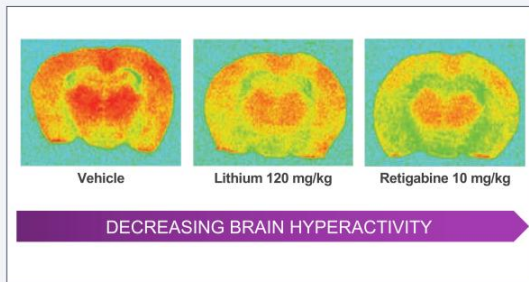 Vehicle
Lithium 120 mg/kg
Retigabine 10 mg/kg
DECREASING BRAIN HYPERACTIVITY